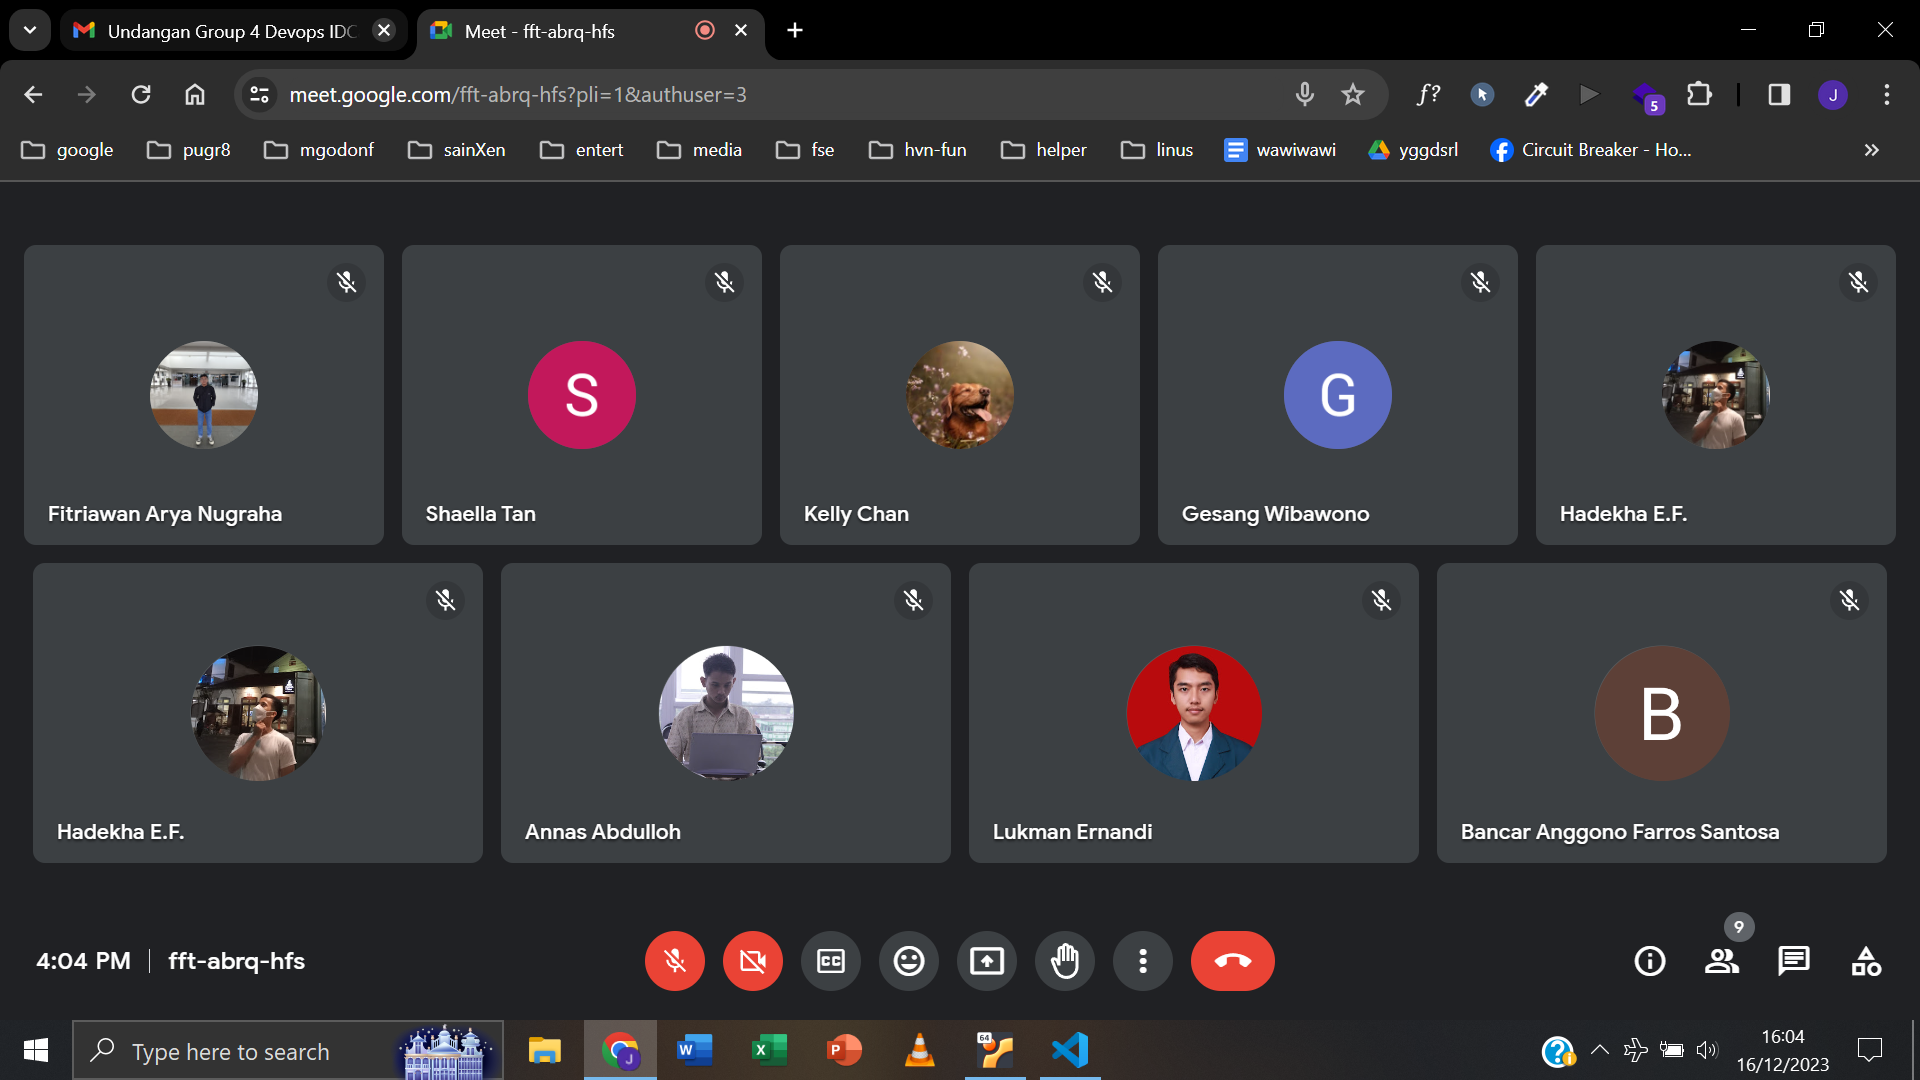 Undangan Group 4 Devops IDC
Meet - fft-abrq-hfs
meet.google.com/fft-abrq-hfs?pli=1&authuser=3
f?
5
J
google
pugr8
mgodonf
sainXen
entert
media
fse
hvn-fun
helper
linus
wawiwawi
yggdsrl
Circuit Breaker - Ho...
S
G
Fitriawan Arya Nugraha
Shaella Tan
Kelly Chan
Gesang Wibawono
Hadekha E.F.
B
Hadekha E.F.
Annas Abdulloh
Lukman Ernandi
Bancar Anggono Farros Santosa
4:04 PM
fft-abrq-hfs
CC
9
Type here to search
J
W
X
P
64
16:04
16/12/2023